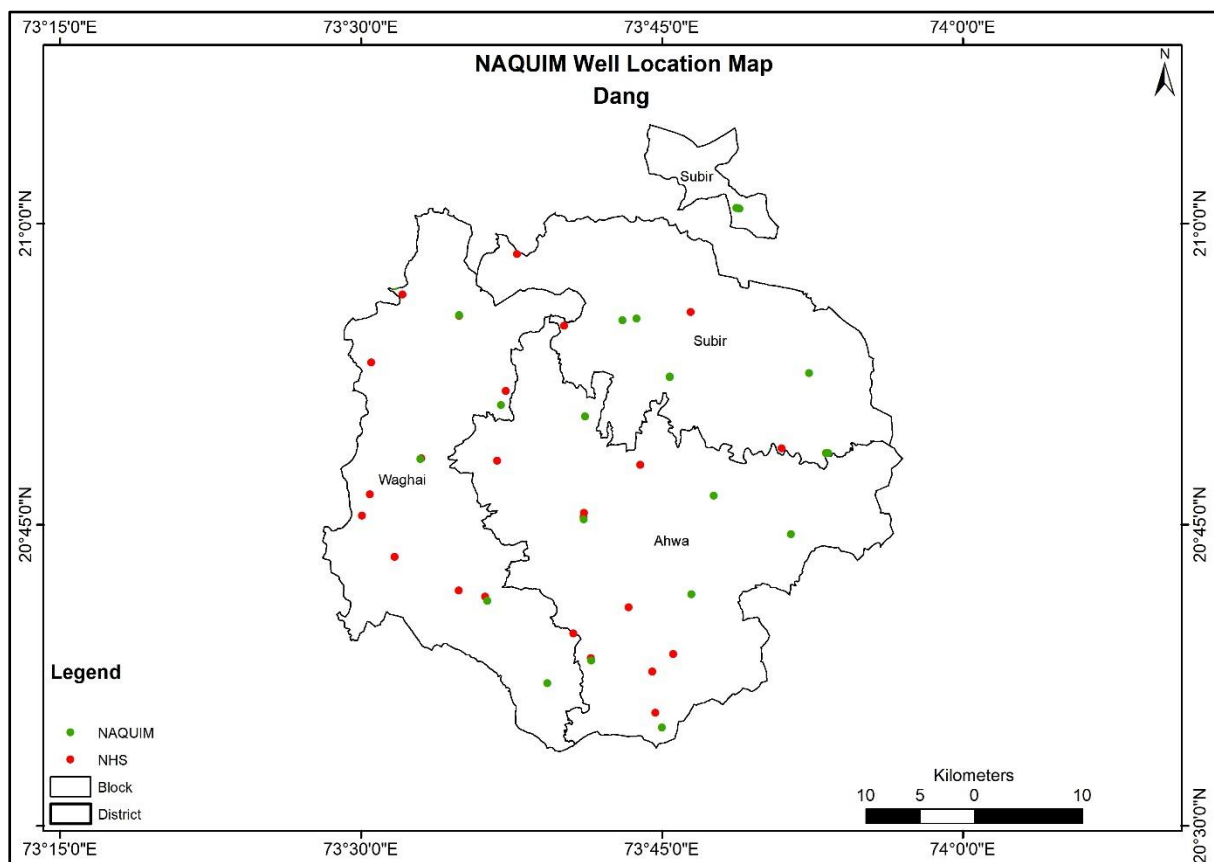 73°15'0"E 73°30'0"E 73°45'0"E 74°0'0"E
NAQUIM Well Location Map
Dang
N
Subir
21°0'0"N 21°0'0"N
Subir
Waghai
20°45'0"N 20°45'0"N
Ahwa
Legend
NAQUIM
NHS
Block
District
Kilometers
10 5 0 10
20°30'0"N
73°15'0"E 73°30'0"E 73°45'0"E 74°0'0"E